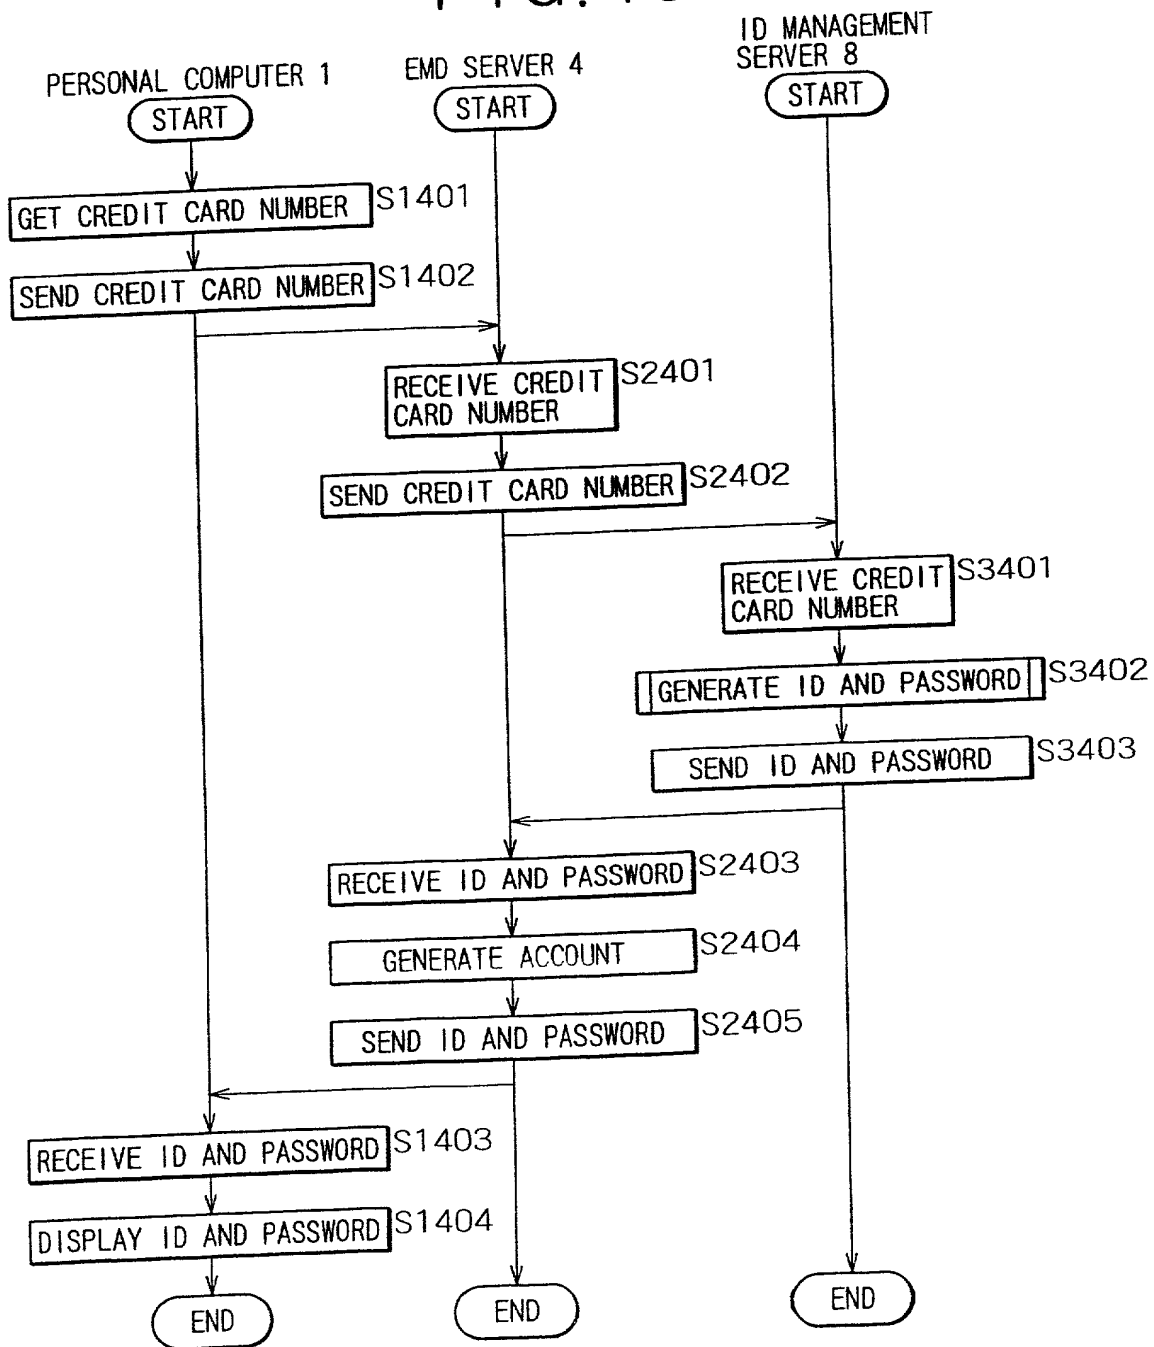 PERSONAL COMPUTER 1
EMD SERVER 4
ID MANAGEMENT
SERVER 8
START
START
START
GET CREDIT CARD NUMBER S1401
SEND CREDIT CARD NUMBER S1402
RECEIVE CREDIT
CARD NUMBER
S2401
SEND CREDIT CARD NUMBER S2402
RECEIVE CREDIT
CARD NUMBER
S3401
GENERATE ID AND PASSWORD S3402
SEND ID AND PASSWORD S3403
RECEIVE ID AND PASSWORD S2403
GENERATE ACCOUNT S2404
SEND ID AND PASSWORD S2405
RECEIVE ID AND PASSWORD S1403
DISPLAY ID AND PASSWORD S1404
END
END
END